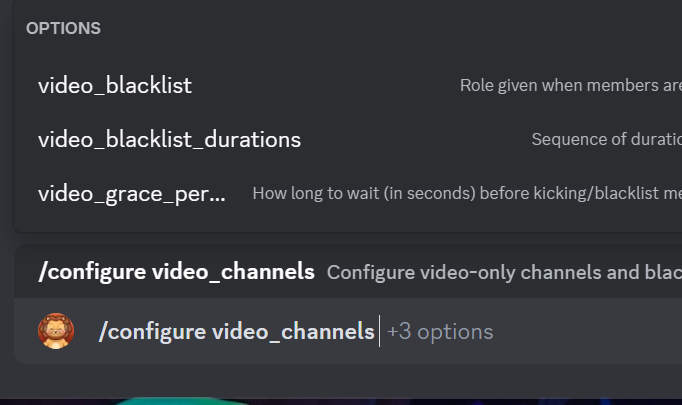 OPTIONS
video_blacklist Role given when members are
video_blacklist_durations Sequence of duratio
video_grace_per... How long to wait (in seconds) before kicking/blacklist me
/configure video_channels Configure video-only channels and blac
/configure video_channels +3 options